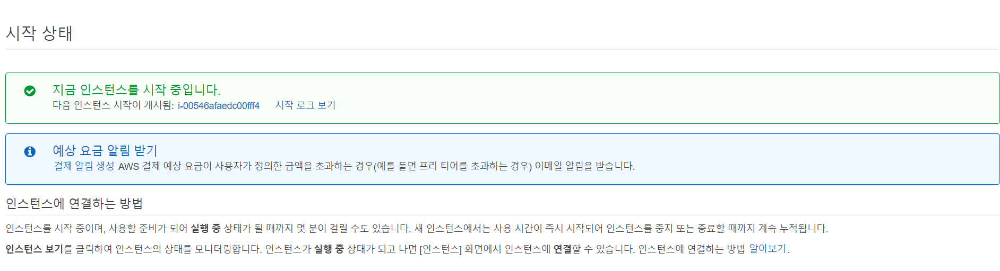 시작 상태
지금 인스턴스를 시작 중입니다.
다음 인스턴스 시작이 개시됨: i-00546afaedc00fff4 시작 로그 보기
예상 요금 알림 받기
결제 알림 생성 AWS 결제 예상 요금이 사용자가 정의한 금액을 초과하는 경우(예를 들면 프리 티어를 초과하는 경우) 이메일 알림을 받습니다.
인스턴스에 연결하는 방법
인스턴스를 시작 중이며, 사용할 준비가 되어 실행 중 상태가 될 때까지 몇 분이 걸릴 수도 있습니다. 새 인스턴스에서는 사용 시간이 즉시 시작되어 인스턴스를 중지 또는 종료할 때까지 계속 누적됩니다.
인스턴스 보기를 클릭하여 인스턴스의 상태를 모니터링합니다. 인스턴스가 실행 중 상태가 되고 나면 [인스턴스] 화면에서 인스턴스에 연결할 수 있습니다. 인스턴스에 연결하는 방법 알아보기.